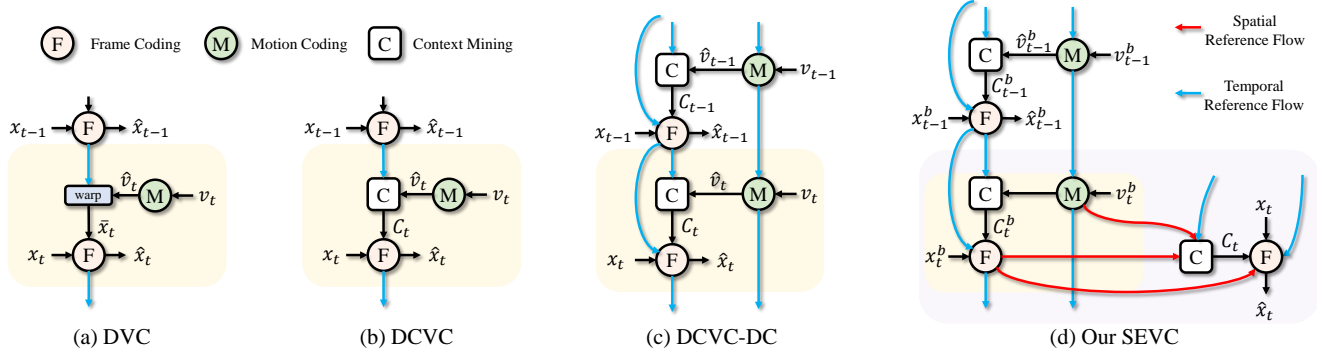 F Frame Coding M Motion Coding C Context Mining
x_{t-1} F x̂_{t-1}
warp v̂_t M v_t
x̄_t
x_t F x̂_t
(a) DVC
x_{t-1} F x̂_{t-1}
C v̂_t M v_t
C_t
x_t F x̂_t
(b) DCVC
C v̂_{t-1} M v_{t-1}
C_{t-1}
x_{t-1} F x̂_{t-1}
C v̂_t M v_t
C_t
x_t F x̂_t
(c) DCVC-DC
Spatial
Reference Flow
Temporal
Reference Flow
C v̂^b_{t-1} M v^b_{t-1}
C^b_{t-1}
x^b_{t-1} F x̂^b_{t-1}
C M v^b_t
C^b_t
x^b_t F
x_t
C C_t F
x̂_t
(d) Our SEVC